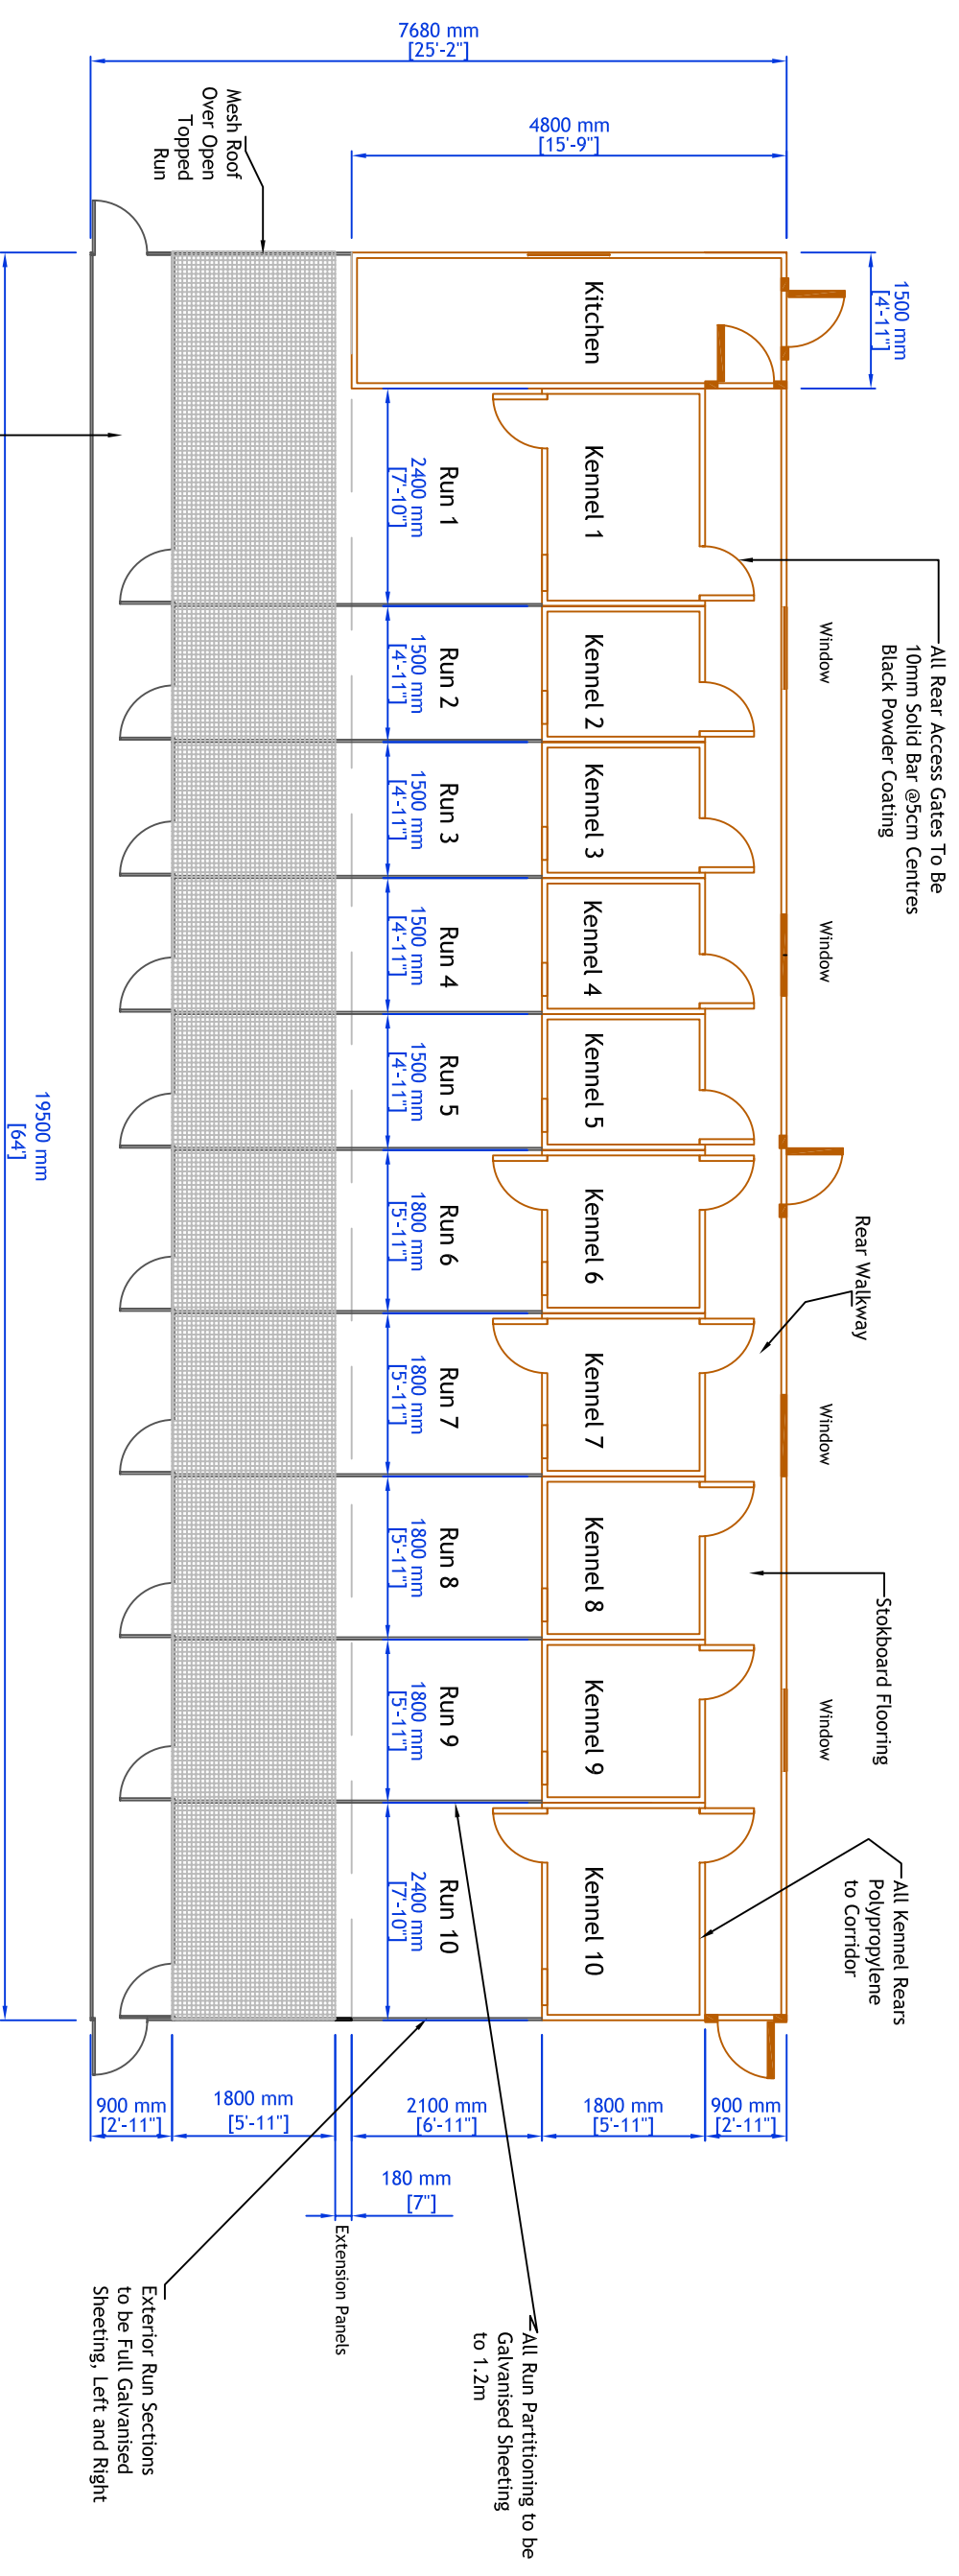 7680 mm
[25'-2"]
4800 mm
[15'-9"]
1500 mm
[4'-11"]
Mesh Roof
Over Open
Topped
Run
All Rear Access Gates To Be
10mm Solid Bar @5cm Centres
Black Powder Coating
Window
Window
Rear Walkway
Window
Stokboard Flooring
Window
All Kennel Rears
Polypropylene
to Corridor
Kitchen
Kennel 1
Kennel 2
Kennel 3
Kennel 4
Kennel 5
Kennel 6
Kennel 7
Kennel 8
Kennel 9
Kennel 10
Run 1
2400 mm
[7'-10"]
Run 2
1500 mm
[4'-11"]
Run 3
1500 mm
[4'-11"]
Run 4
1500 mm
[4'-11"]
Run 5
1500 mm
[4'-11"]
Run 6
1800 mm
[5'-11"]
Run 7
1800 mm
[5'-11"]
Run 8
1800 mm
[5'-11"]
Run 9
1800 mm
[5'-11"]
Run 10
2400 mm
[7'-10"]
900 mm
[2'-11"]
1800 mm
[5'-11"]
2100 mm
[6'-11"]
1800 mm
[5'-11"]
900 mm
[2'-11"]
180 mm
[7"]
Extension Panels
All Run Partitioning to be
Galvanised Sheeting
to 1.2m
Exterior Run Sections
to be Full Galvanised
Sheeting, Left and Right
19500 mm
[64']